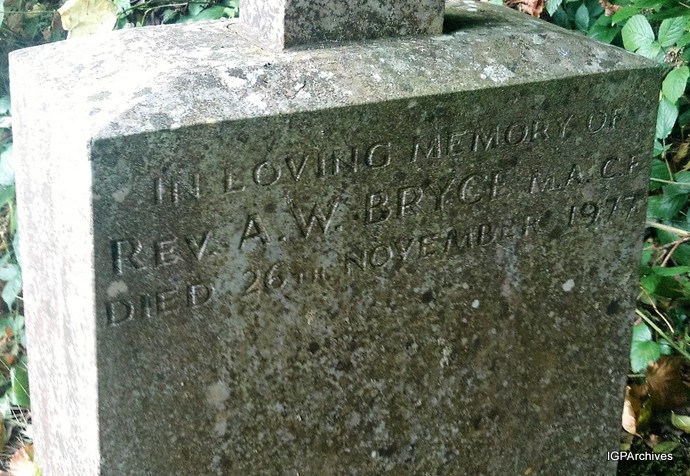 IN LOVING MEMORY OF
REV. A. W. BRYCE M.A. C.F.
DIED 26TH NOVEMBER 1977
IGPArchives